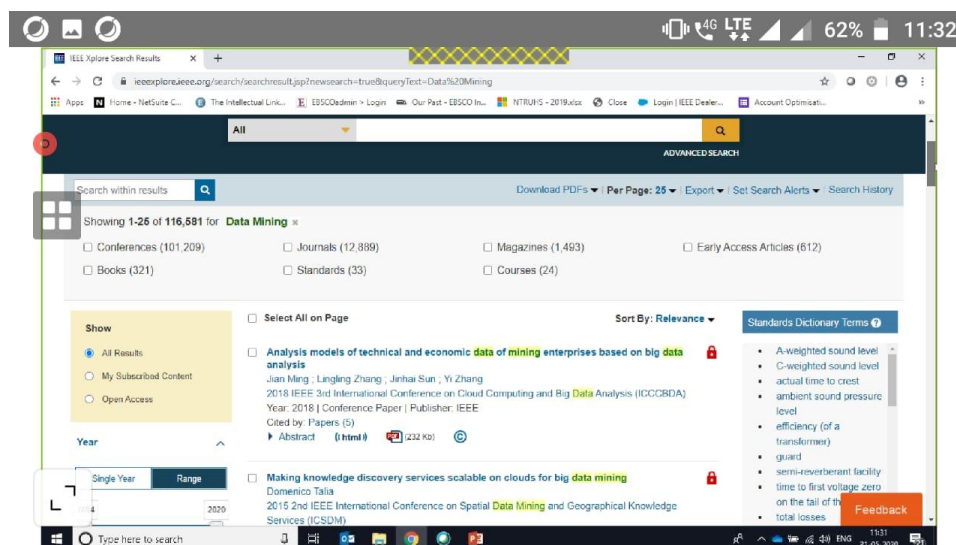 4G LTE 62% 11:32
IEEE Xplore Search Results × +
ieeexplore.ieee.org/search/searchresult.jsp?newsearch=true&queryText=Data%20Mining
Apps Home - NetSuite C... The Intellectual Link... EBSCOadmin > Login Our Past - EBSCO In... NTRUHS - 2019.xlsx Close Login | IEEE Dealer... Account Optimisati... »
All
ADVANCED SEARCH
Search within results Download PDFs Per Page: 25 Export Set Search Alerts Search History
Showing 1-25 of 116,581 for Data Mining ×
Conferences (101,209) Journals (12,889) Magazines (1,493) Early Access Articles (612)
Books (321) Standards (33) Courses (24)
Show
All Results
My Subscribed Content
Open Access
Year
Single Year Range
2020
Select All on Page Sort By: Relevance
Analysis models of technical and economic data of mining enterprises based on big data
analysis
Jian Ming ; Lingling Zhang ; Jinhai Sun ; Yi Zhang
2018 IEEE 3rd International Conference on Cloud Computing and Big Data Analysis (ICCCBDA)
Year: 2018 | Conference Paper | Publisher: IEEE
Cited by: Papers (5)
Abstract (html) PDF (232 Kb) ©
Making knowledge discovery services scalable on clouds for big data mining
Domenico Talia
2015 2nd IEEE International Conference on Spatial Data Mining and Geographical Knowledge
Services (ICSDM)
Standards Dictionary Terms ?
A-weighted sound level
C-weighted sound level
actual time to crest
ambient sound pressure
level
efficiency (of a
transformer)
guard
semi-reverberant facility
time to first voltage zero
on the tail of th
total losses
Feedback
Type here to search ENG 11:31
31-05-2020